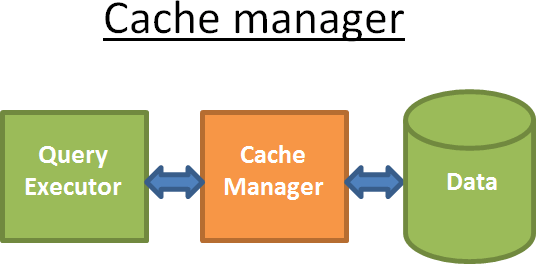 Cache manager
Query
Executor
Cache
Manager
Data